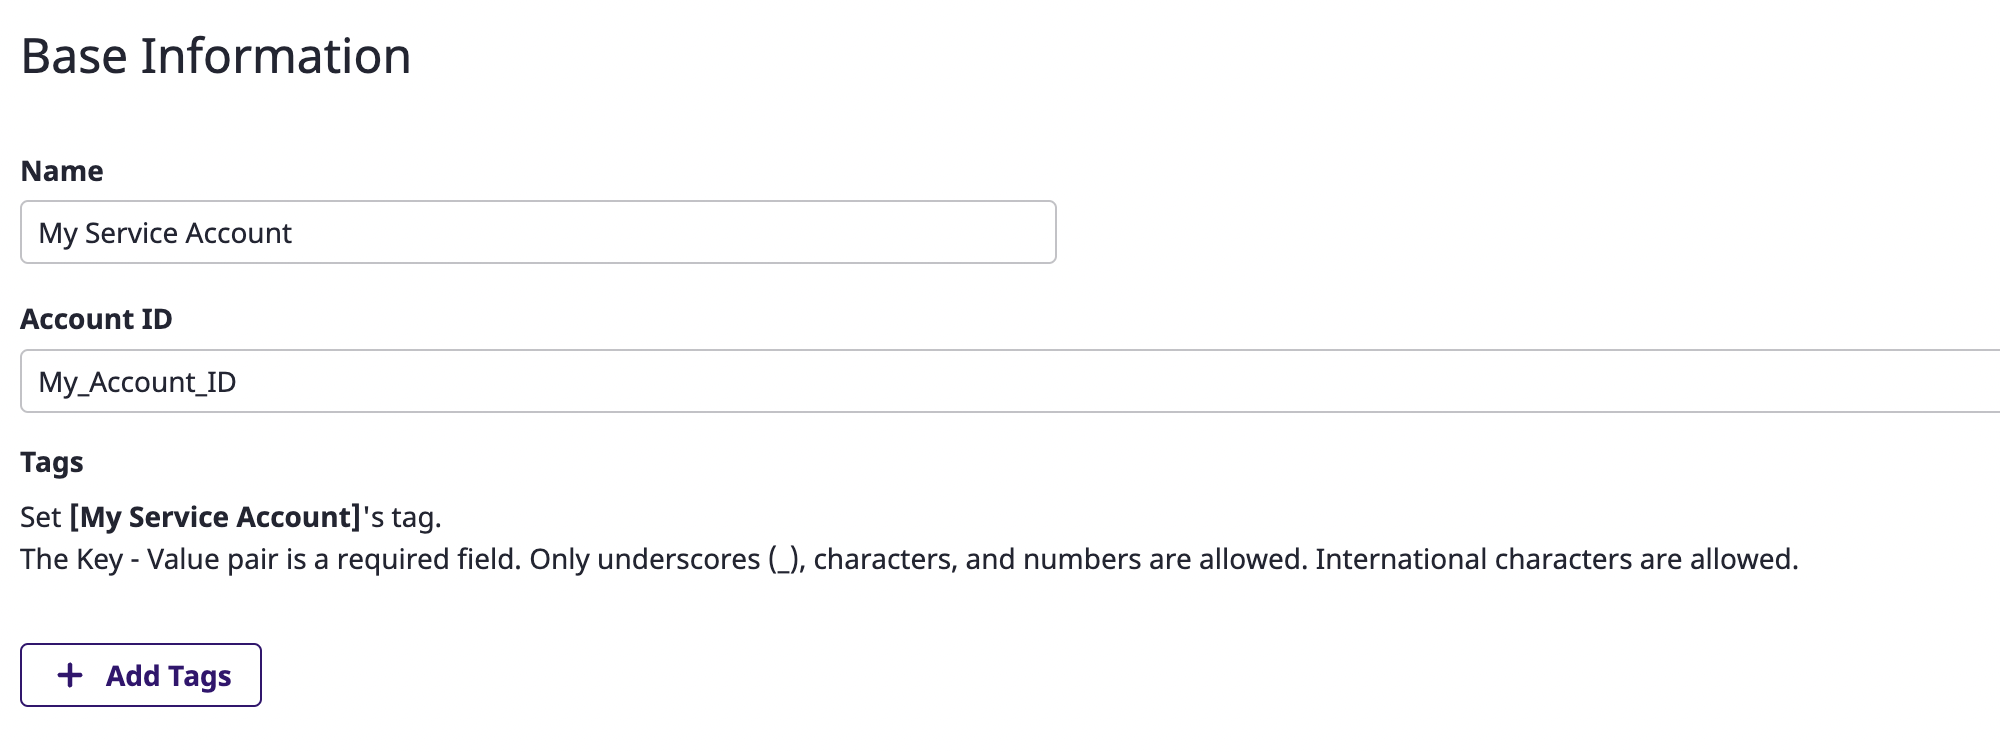 Base Information
Name
My Service Account
Account ID
My_Account_ID
Tags
Set [My Service Account]'s tag.
The Key - Value pair is a required field. Only underscores (_), characters, and numbers are allowed. International characters are allowed.
+ Add Tags